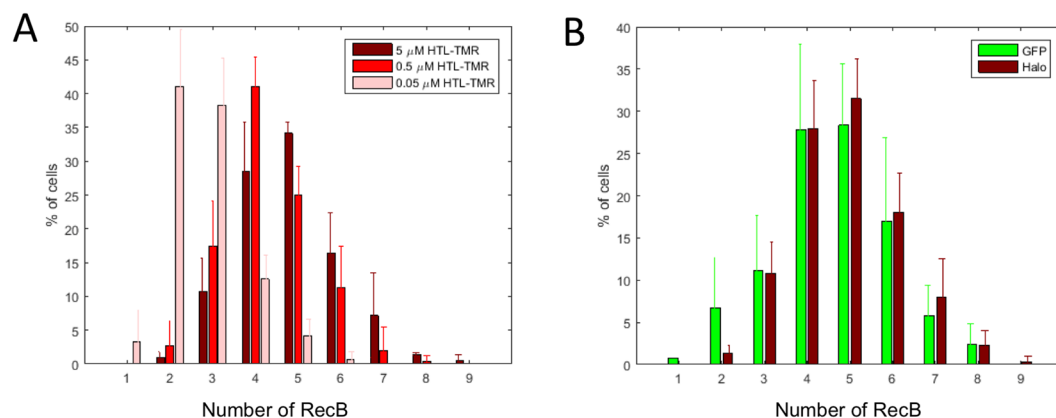 A
50
45
40
35
30
25
20
15
10
5
0
% of cells
5 μM HTL-TMR
0.5 μM HTL-TMR
0.05 μM HTL-TMR
1 2 3 4 5 6 7 8 9
Number of RecB
B
40
35
30
25
20
15
10
5
0
% of cells
GFP
Halo
1 2 3 4 5 6 7 8 9
Number of RecB